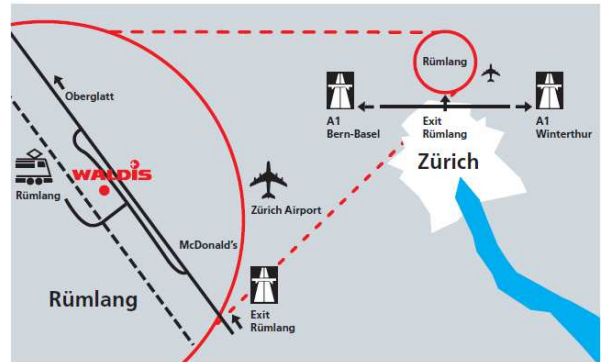 Oberglatt
WALDIS
Rümlang
Zürich Airport
McDonald's
Rümlang
Exit
Rümlang
Rümlang
A1
Bern-Basel
Exit
Rümlang
A1
Winterthur
Zürich